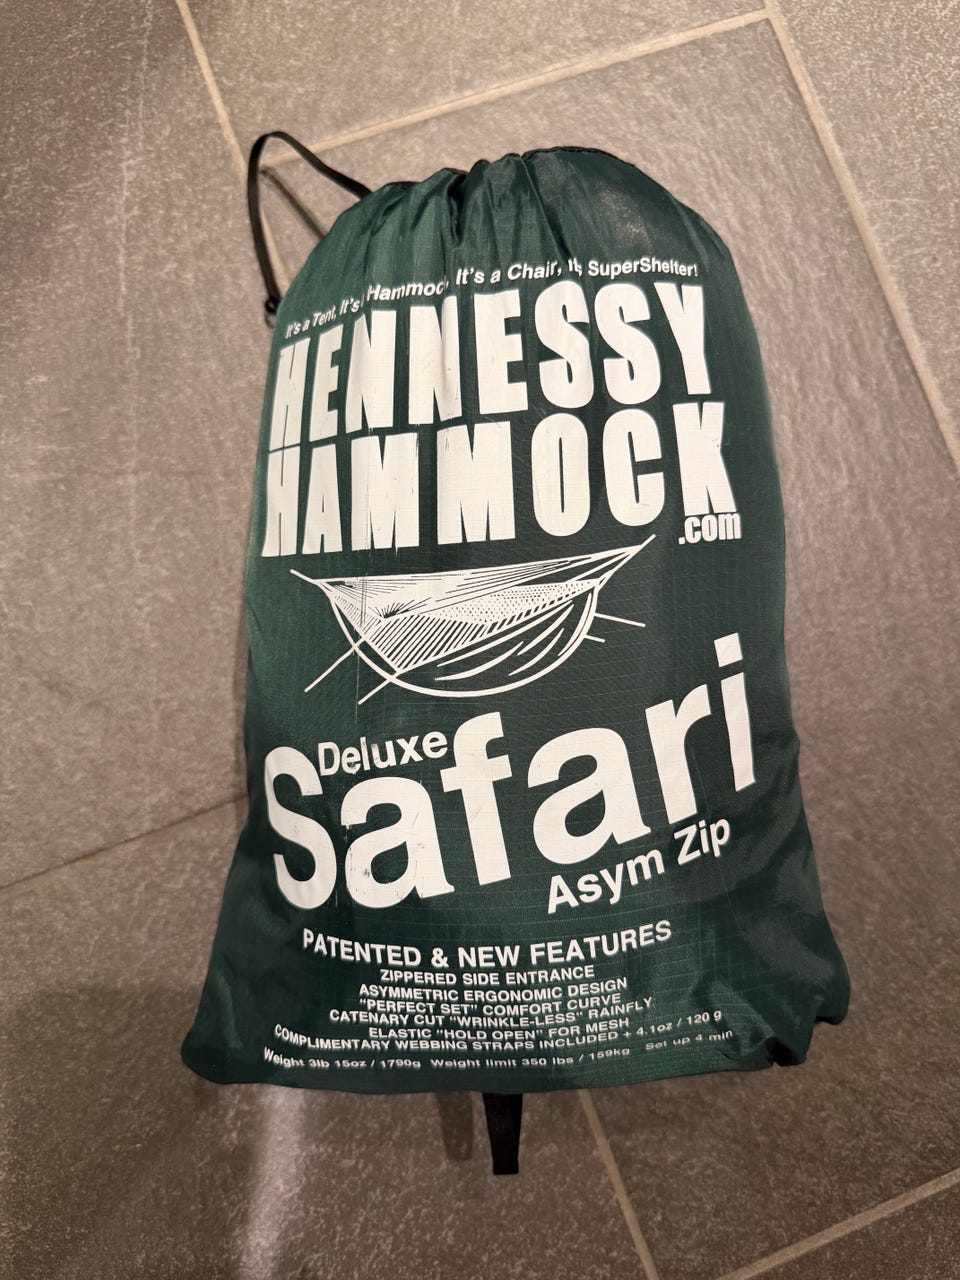 It's a Tent, It's Hammoc It's a Chair, It SuperShelter!
HENNESSY
HAMMOCK
.com
Deluxe
Safari
Asym Zip
PATENTED & NEW FEATURES
ZIPPERED SIDE ENTRANCE
ASYMMETRIC ERGONOMIC DESIGN
"PERFECT SET" COMFORT CURVE
CATENARY CUT "WRINKLE-LESS" RAINFLY
ELASTIC "HOLD OPEN" FOR MESH
COMPLIMENTARY WEBBING STRAPS INCLUDED + 4.1oz / 120 g
Weight 3lb 15oz / 1790g Weight limit 350 lbs / 159kg Set up 4 min